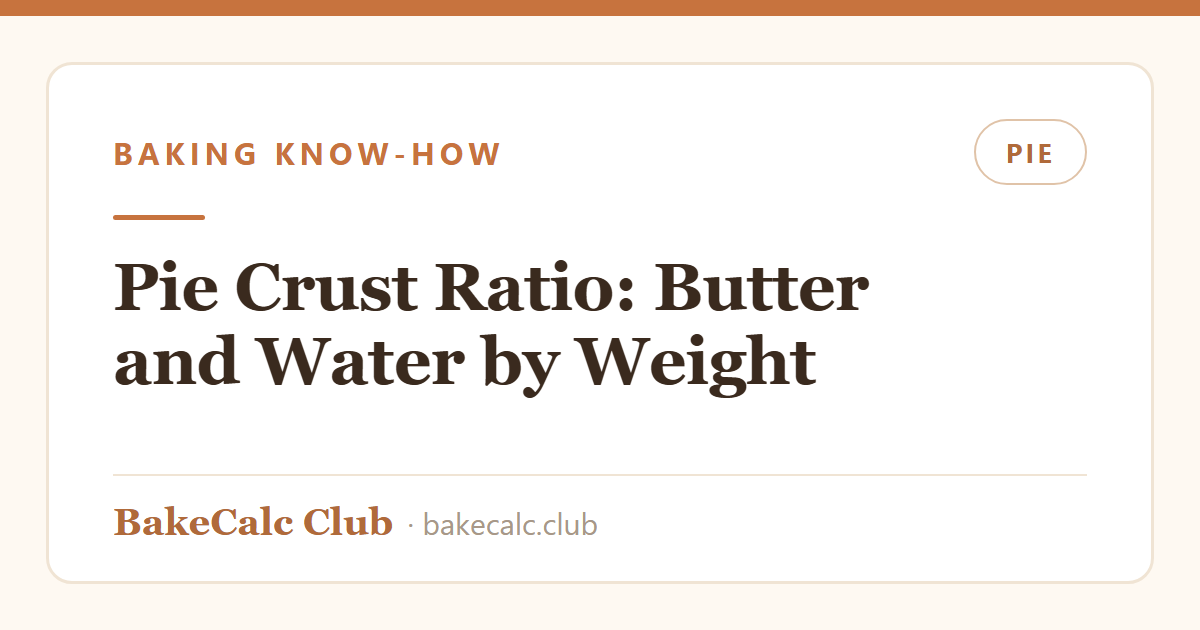 BAKING KNOW-HOW
PIE
Pie Crust Ratio: Butter
and Water by Weight
BakeCalc Club · bakecalc.club